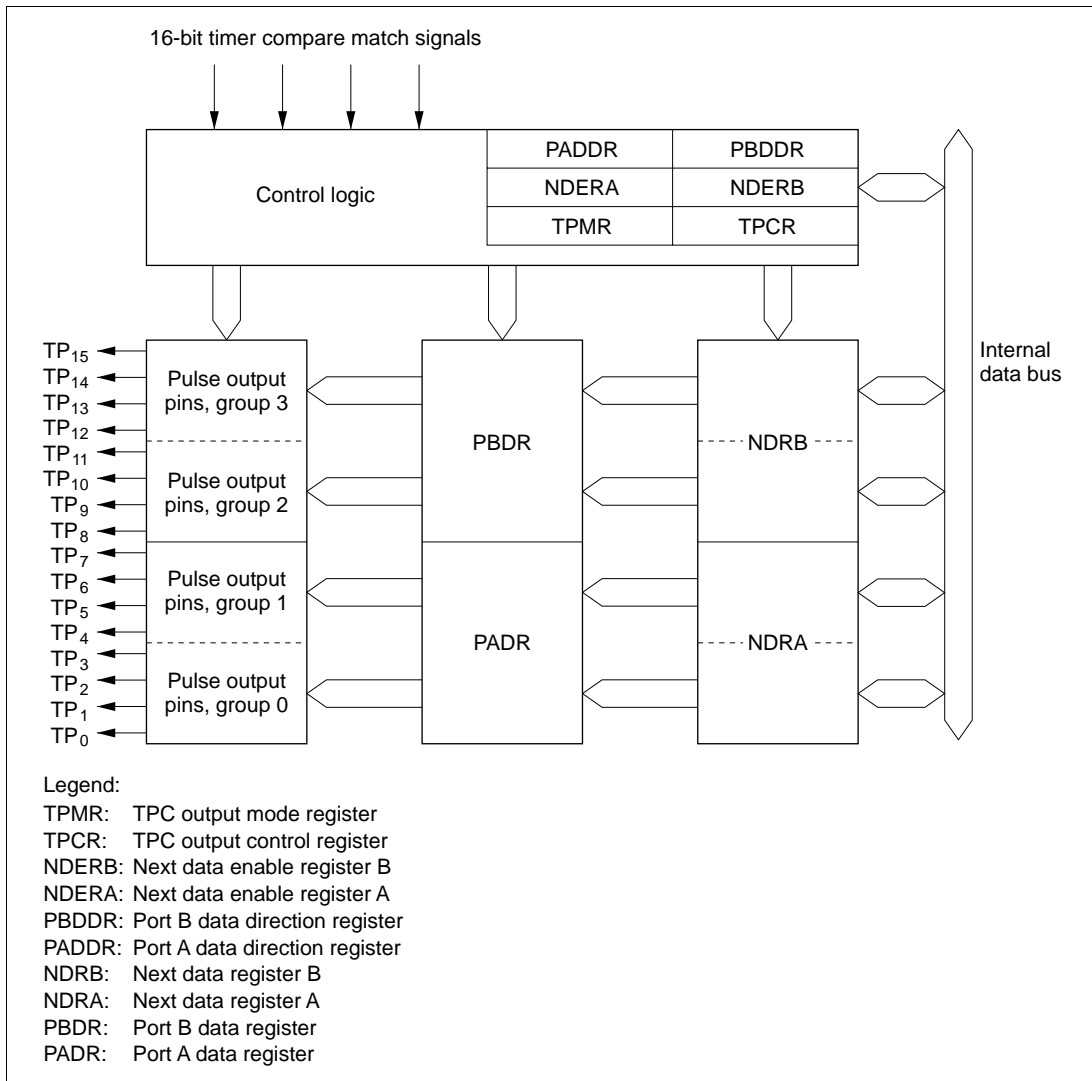 16-bit timer compare match signals
Control logic
PADDR PBDDR
NDERA NDERB
TPMR TPCR
Internal
data bus
TP15
TP14
TP13
TP12
TP11
TP10
TP9
TP8
TP7
TP6
TP5
TP4
TP3
TP2
TP1
TP0
Pulse output
pins, group 3
Pulse output
pins, group 2
Pulse output
pins, group 1
Pulse output
pins, group 0
PBDR
PADR
NDRB
NDRA
Legend:
TPMR: TPC output mode register
TPCR: TPC output control register
NDERB: Next data enable register B
NDERA: Next data enable register A
PBDDR: Port B data direction register
PADDR: Port A data direction register
NDRB: Next data register B
NDRA: Next data register A
PBDR: Port B data register
PADR: Port A data register